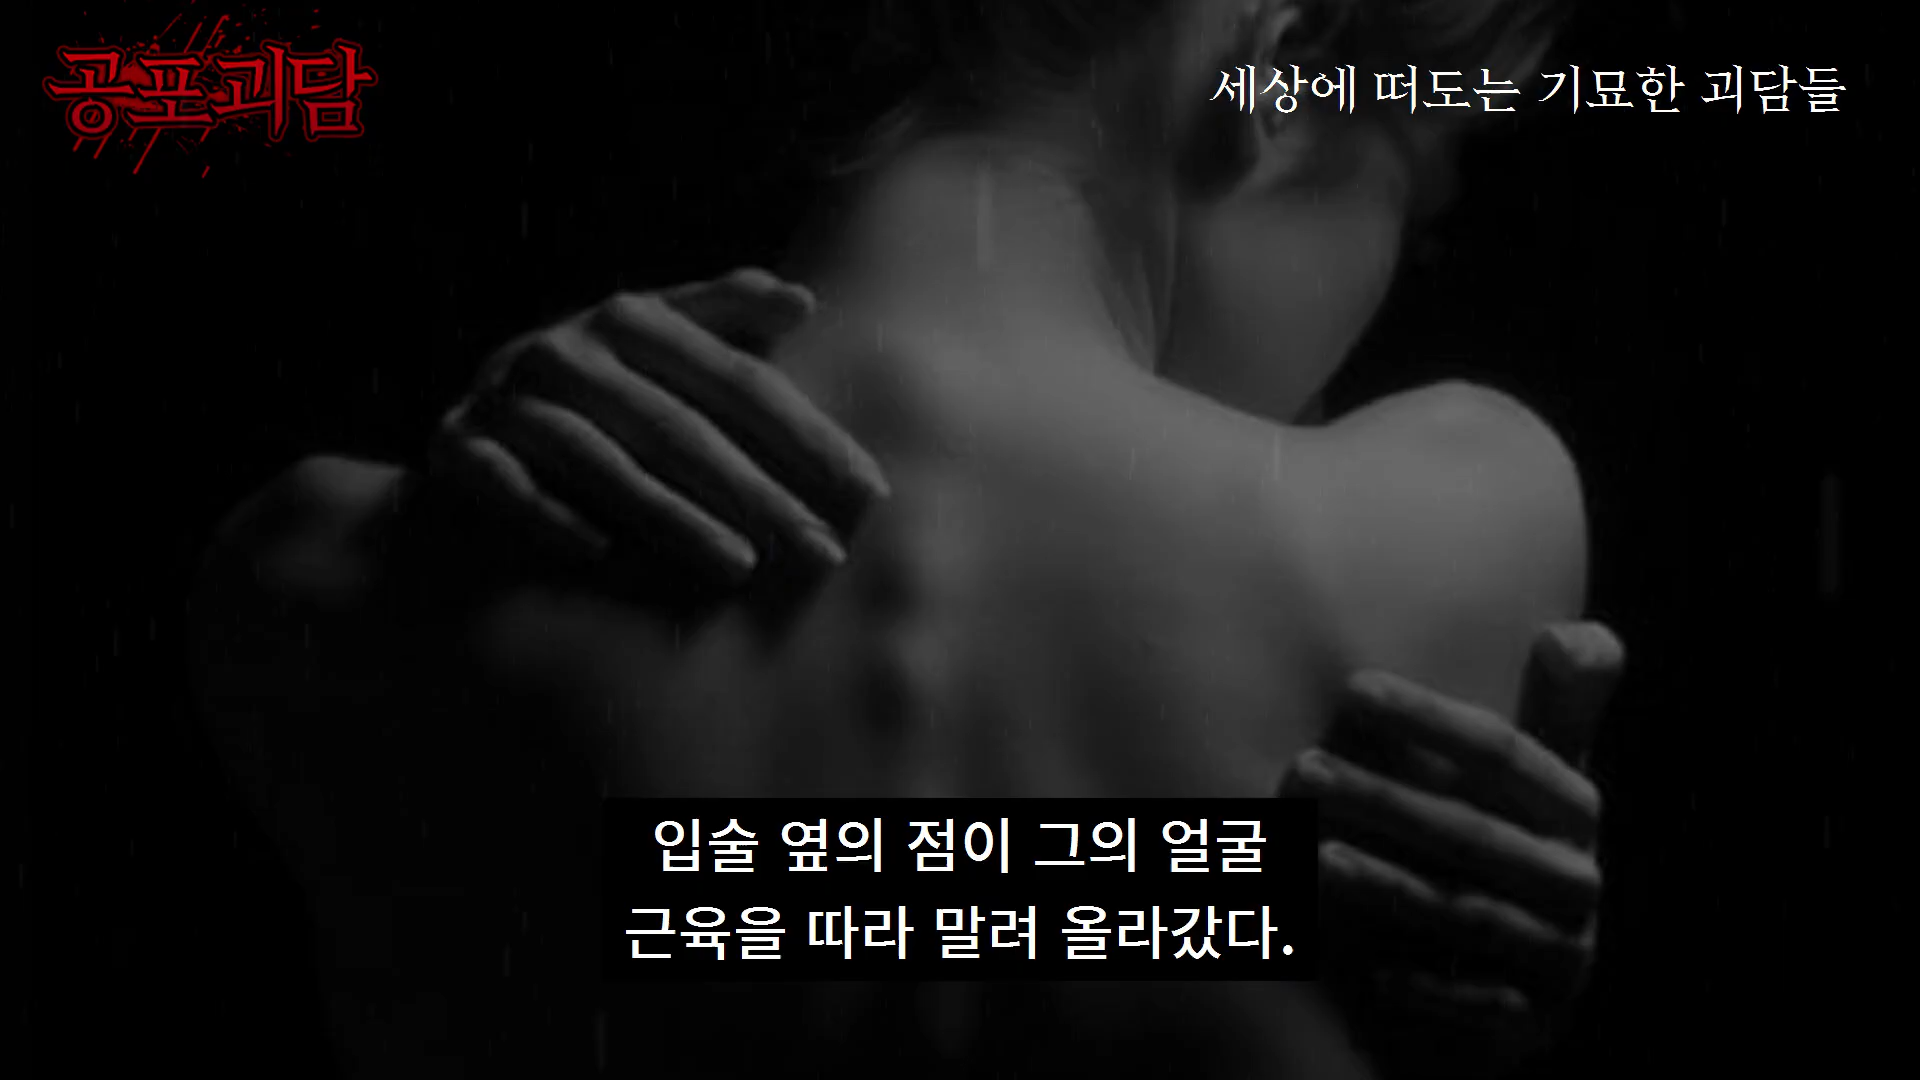 공포괴담
세상에 떠도는 기묘한 괴담들
입술 옆의 점이 그의 얼굴
근육을 따라 말려 올라갔다.